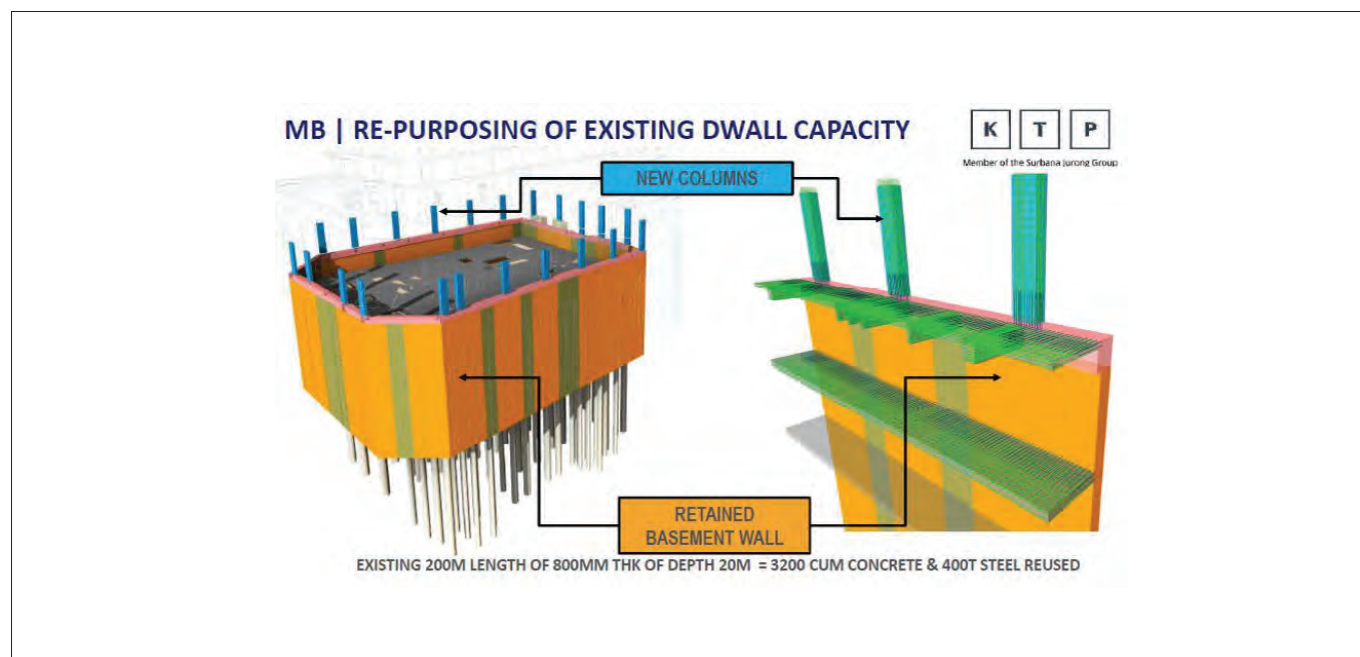 MB | RE-PURPOSING OF EXISTING DWALL CAPACITY
K T P
Member of the Surbana Jurong Group
NEW COLUMNS
RETAINED
BASEMENT WALL
EXISTING 200M LENGTH OF 800MM THK OF DEPTH 20M = 3200 CUM CONCRETE & 400T STEEL REUSED